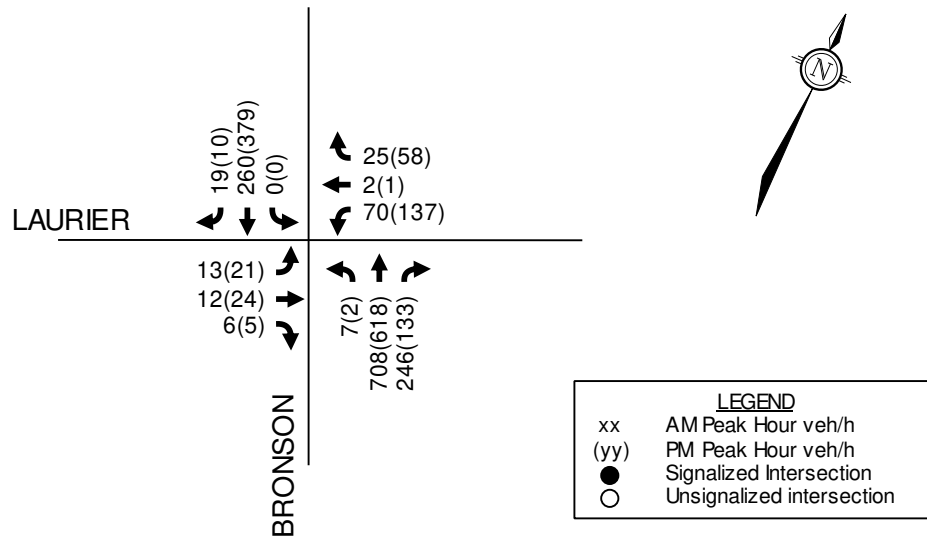 N
19(10)
260(379)
0(0)
25(58)
2(1)
70(137)
LAURIER
13(21)
12(24)
6(5)
7(2)
708(618)
246(133)
BRONSON
LEGEND
xx AM Peak Hour veh/h
(yy) PM Peak Hour veh/h
Signalized Intersection
Unsignalized intersection